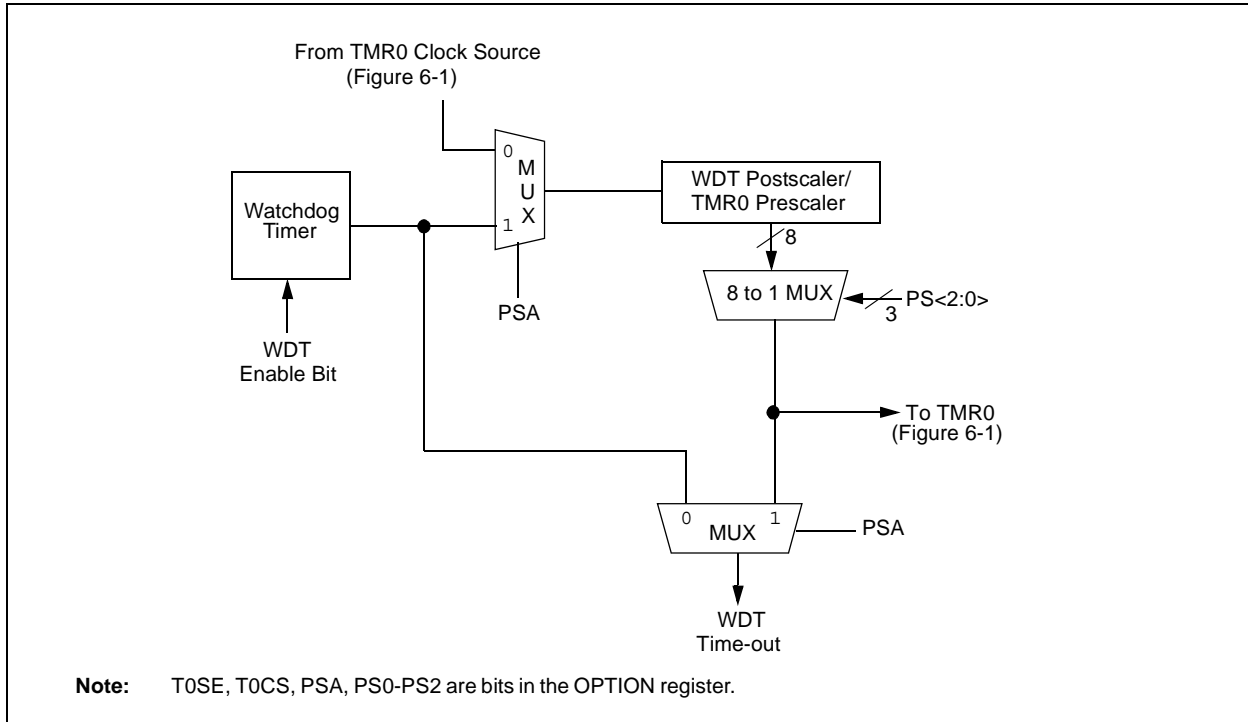 From TMR0 Clock Source
(Figure 6-1)
0
M
U
X
1
Watchdog
Timer
WDT Postscaler/
TMR0 Prescaler
8
8 to 1 MUX
PS<2:0>
3
PSA
WDT
Enable Bit
To TMR0
(Figure 6-1)
0
1
MUX
PSA
WDT
Time-out
Note: T0SE, T0CS, PSA, PS0-PS2 are bits in the OPTION register.